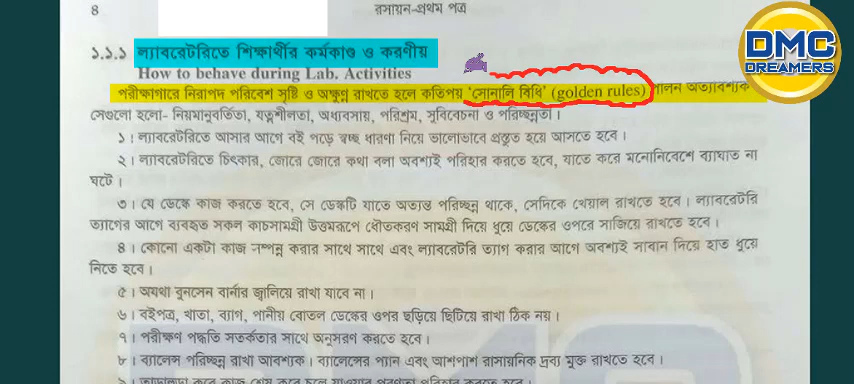 ৪
রসায়ন-প্রথম পত্র
DMC
DREAMERS
১.১.১ ল্যাবরেটরিতে শিক্ষার্থীর কর্মকাণ্ড ও করণীয়
How to behave during Lab. Activities
পরীক্ষাগারে নিরাপদ পরিবেশ সৃষ্টি ও অক্ষুণ্ণ রাখতে হলে কতিপয় 'সোনালি বিধি' (golden rules) পালন অত্যাবশ্যক
সেগুলো হলো- নিয়মানুবর্তিতা, যত্নশীলতা, অধ্যবসায়, পরিশ্রম, সুবিবেচনা ও পরিচ্ছন্নতা।
১। ল্যাবরেটরিতে আসার আগে বই পড়ে স্বচ্ছ ধারণা নিয়ে ভালোভাবে প্রস্তুত হয়ে আসতে হবে।
২। ল্যাবরেটরিতে চিৎকার, জোরে জোরে কথা বলা অবশ্যই পরিহার করতে হবে, যাতে করে মনোনিবেশে ব্যাঘাত না
ঘটে।
৩। যে ডেস্কে কাজ করতে হবে, সে ডেস্কটি যাতে অত্যন্ত পরিচ্ছন্ন থাকে, সেদিকে খেয়াল রাখতে হবে। ল্যাবরেটরি
ত্যাগের আগে ব্যবহৃত সকল কাচসামগ্রী উত্তমরূপে ধৌতকরণ সামগ্রী দিয়ে ধুয়ে ডেস্কের ওপরে সাজিয়ে রাখতে হবে।
৪। কোনো একটা কাজ সম্পন্ন করার সাথে সাথে এবং ল্যাবরেটরি ত্যাগ করার আগে অবশ্যই সাবান দিয়ে হাত ধুয়ে
নিতে হবে।
৫। অযথা বুনসেন বার্নার জ্বালিয়ে রাখা যাবে না।
৬। বইপত্র, খাতা, ব্যাগ, পানীয় বোতল ডেস্কের ওপর ছড়িয়ে ছিটিয়ে রাখা ঠিক নয়।
৭। পরীক্ষণ পদ্ধতি সতর্কতার সাথে অনুসরণ করতে হবে।
৮। ব্যালেন্স পরিচ্ছন্ন রাখা আবশ্যক। ব্যালেন্সের প্যান এবং আশপাশ রাসায়নিক দ্রব্য মুক্ত রাখতে হবে।